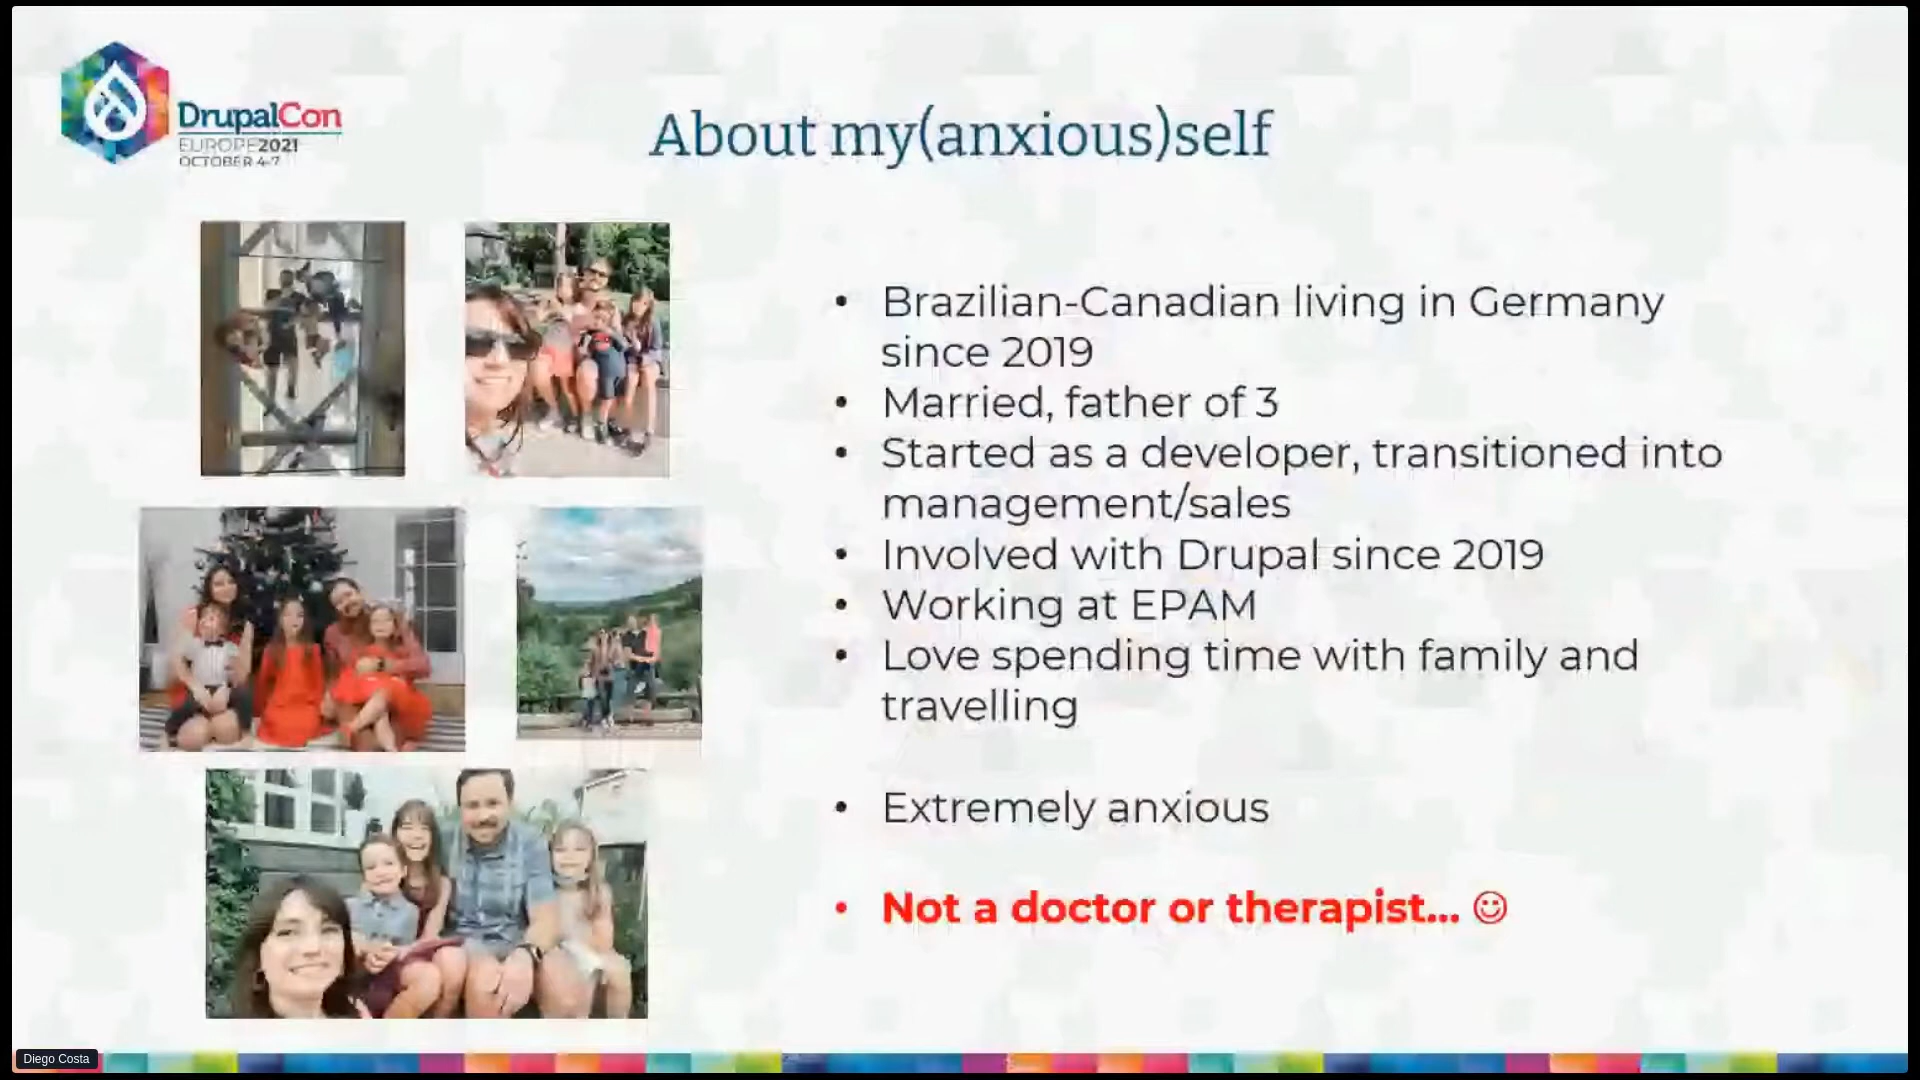 DrupalCon
EUROPE2021
OCTOBER 4-7
About my(anxious)self
• Brazilian-Canadian living in Germany
since 2019
• Married, father of 3
• Started as a developer, transitioned into
management/sales
• Involved with Drupal since 2019
• Working at EPAM
• Love spending time with family and
travelling
• Extremely anxious
• Not a doctor or therapist... ☺
Diego Costa